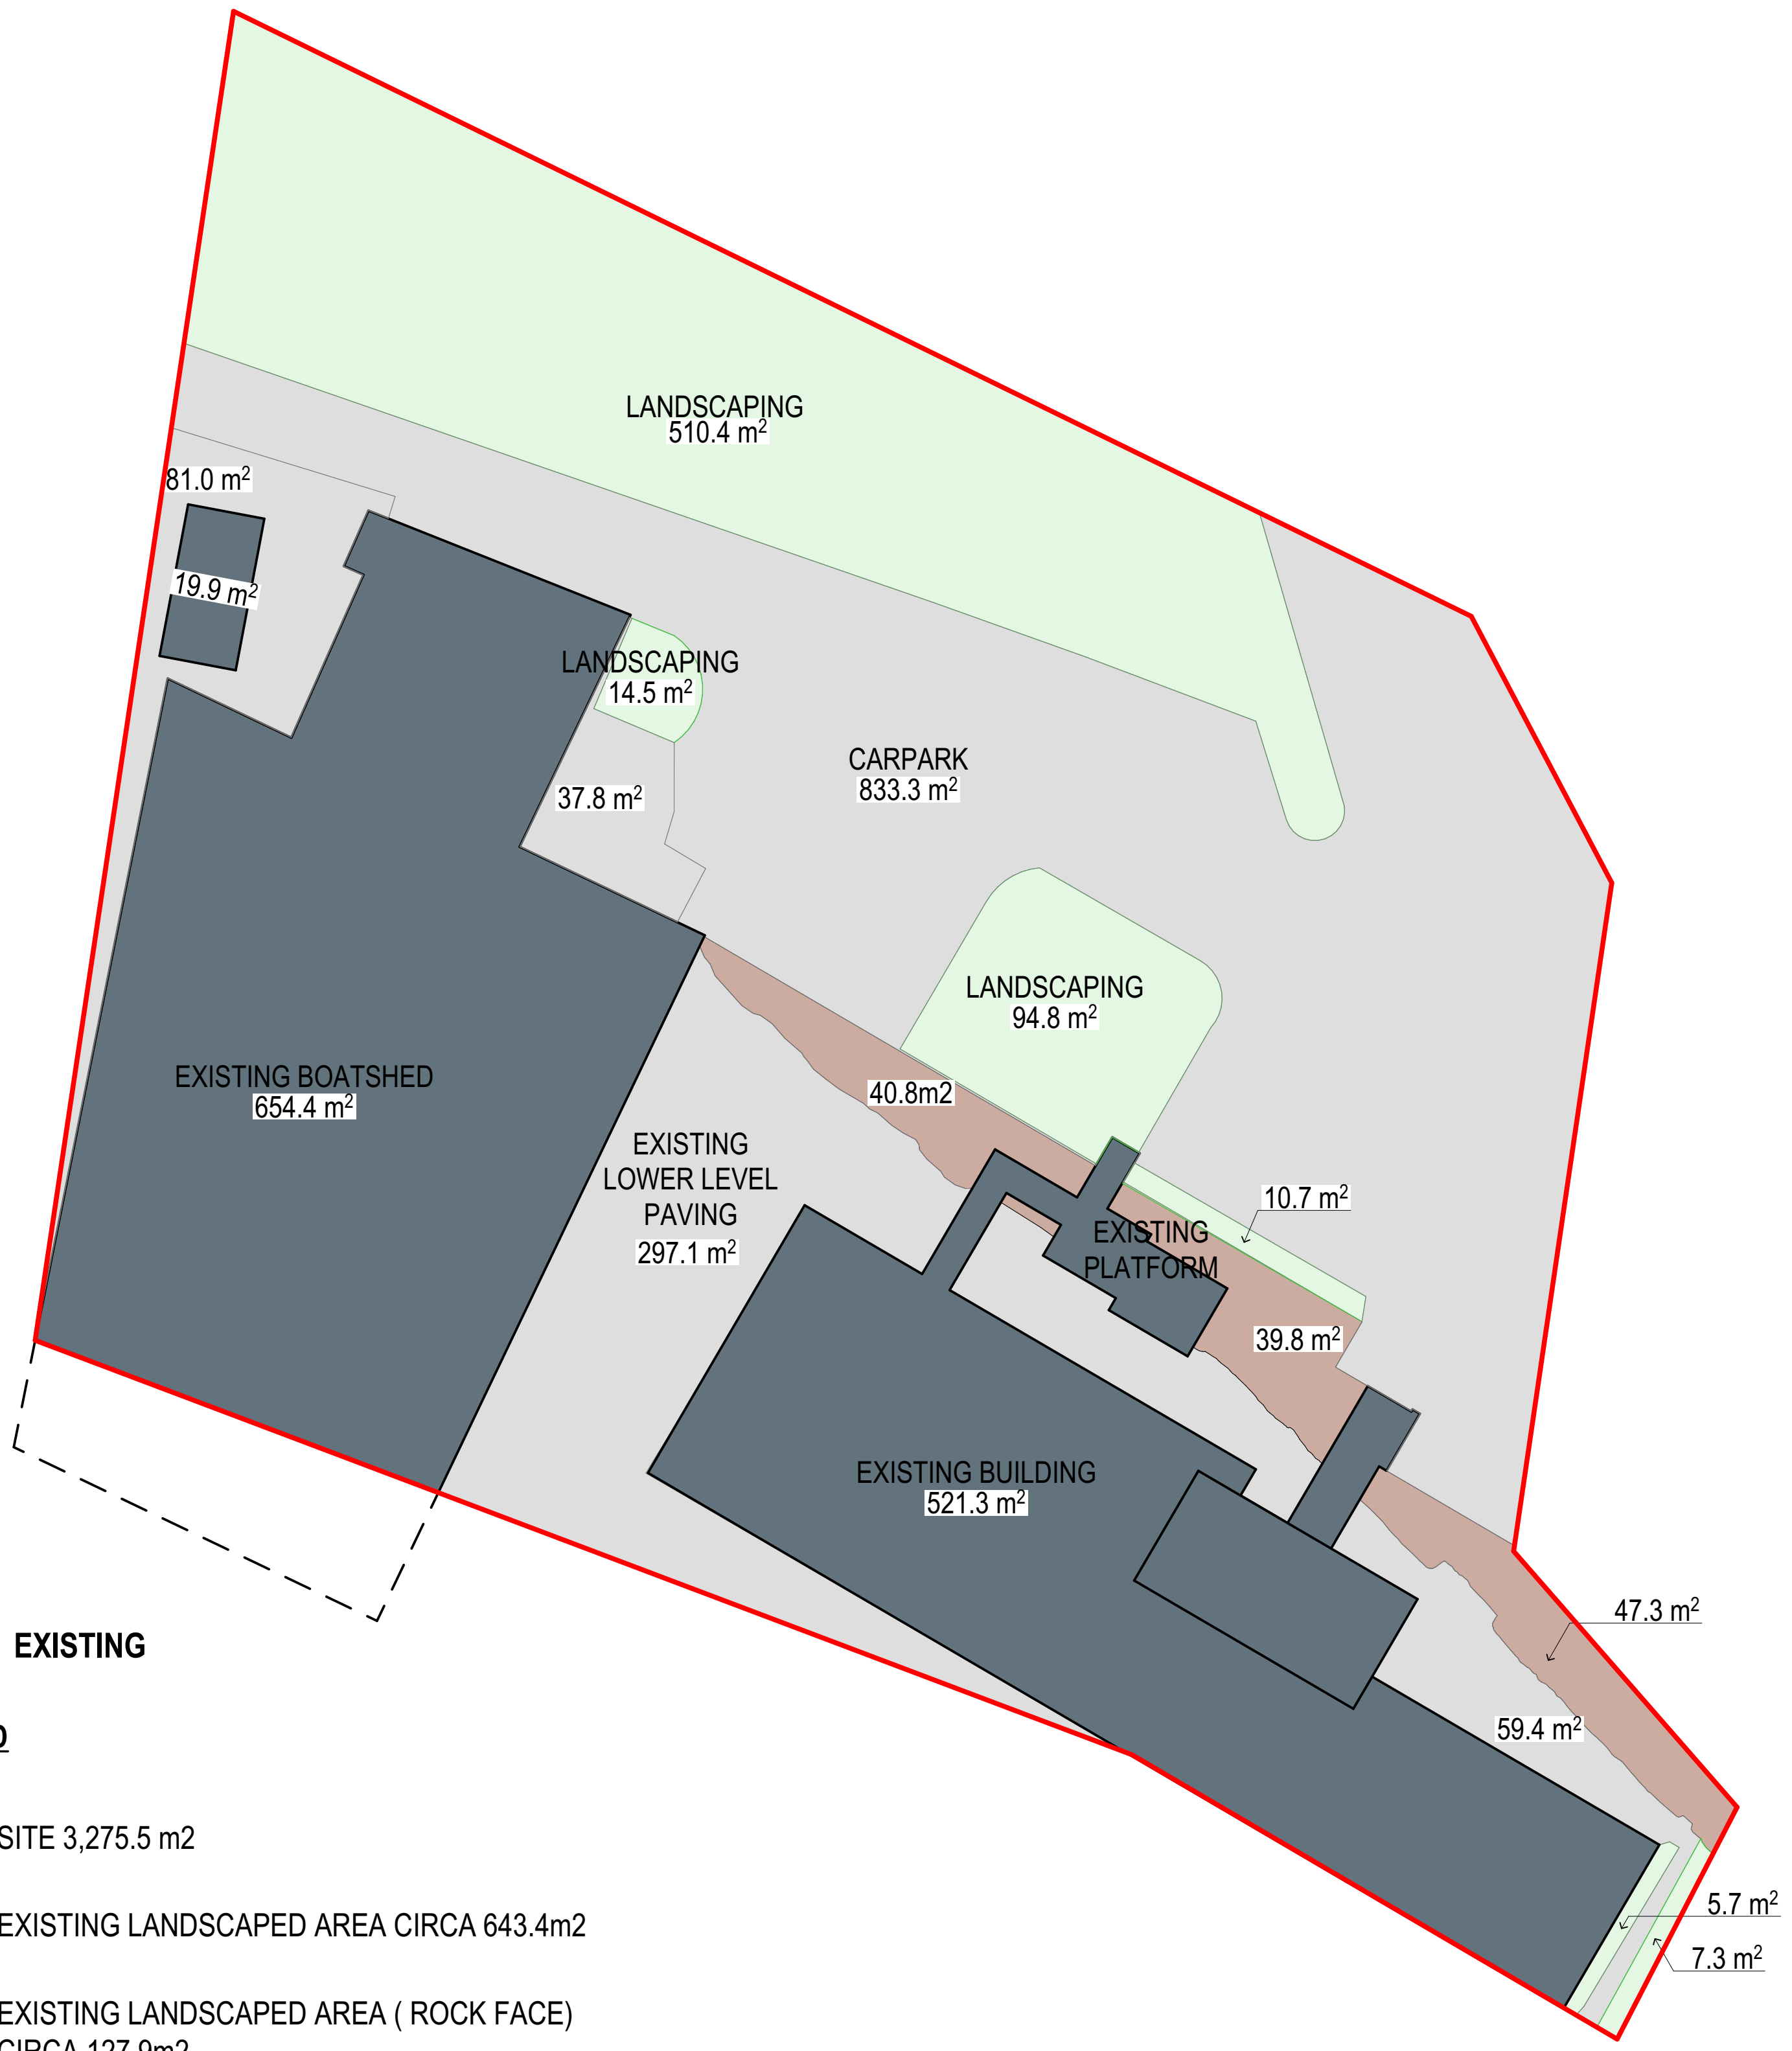 LANDSCAPING
510.4 m²
81.0 m²
19.9 m²
LANDSCAPING
14.5 m²
37.8 m²
CARPARK
833.3 m²
LANDSCAPING
94.8 m²
40.8m2
EXISTING BOATSHED
654.4 m²
EXISTING
LOWER LEVEL
PAVING
297.1 m²
10.7 m²
EXISTING
PLATFORM
39.8 m²
EXISTING BUILDING
521.3 m²
47.3 m²
59.4 m²
5.7 m²
7.3 m²
EXISTING
SITE 3,275.5 m2
EXISTING LANDSCAPED AREA CIRCA 643.4m2
EXISTING LANDSCAPED AREA ( ROCK FACE)
CIRCA 127.9m2